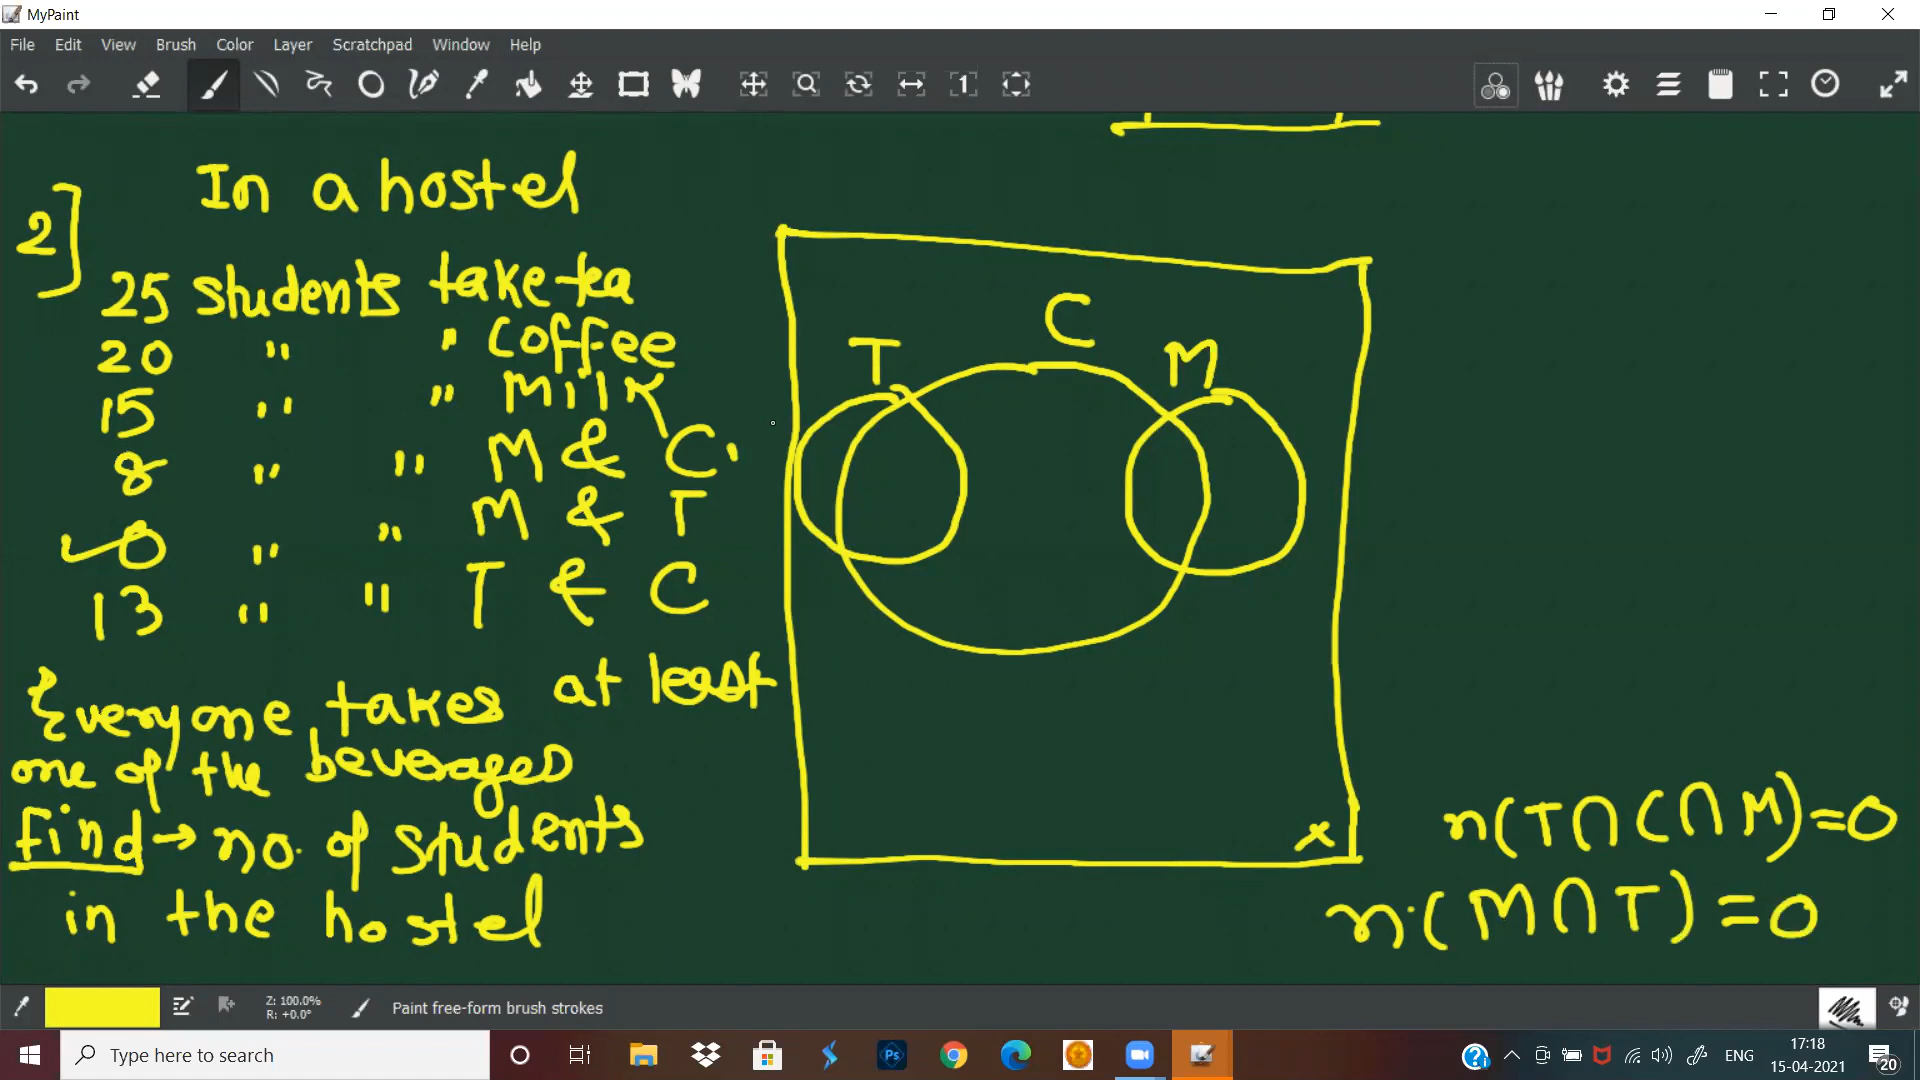 MyPaint
File Edit View Brush Color Layer Scratchpad Window Help
2] In a hostel
25 students take tea
20 " " Coffee
15 " " Milk
8 " " M & C
0 " " M & T
13 " " T & C
Everyone takes at least
one of the beverages
find → no. of students
in the hostel
T C M
x
n(T∩C∩M)=0
n(M∩T)=0
Z: 100.0%
R: +0.0°
Paint free-form brush strokes
Type here to search
Ps
ENG
17:18
15-04-2021
20